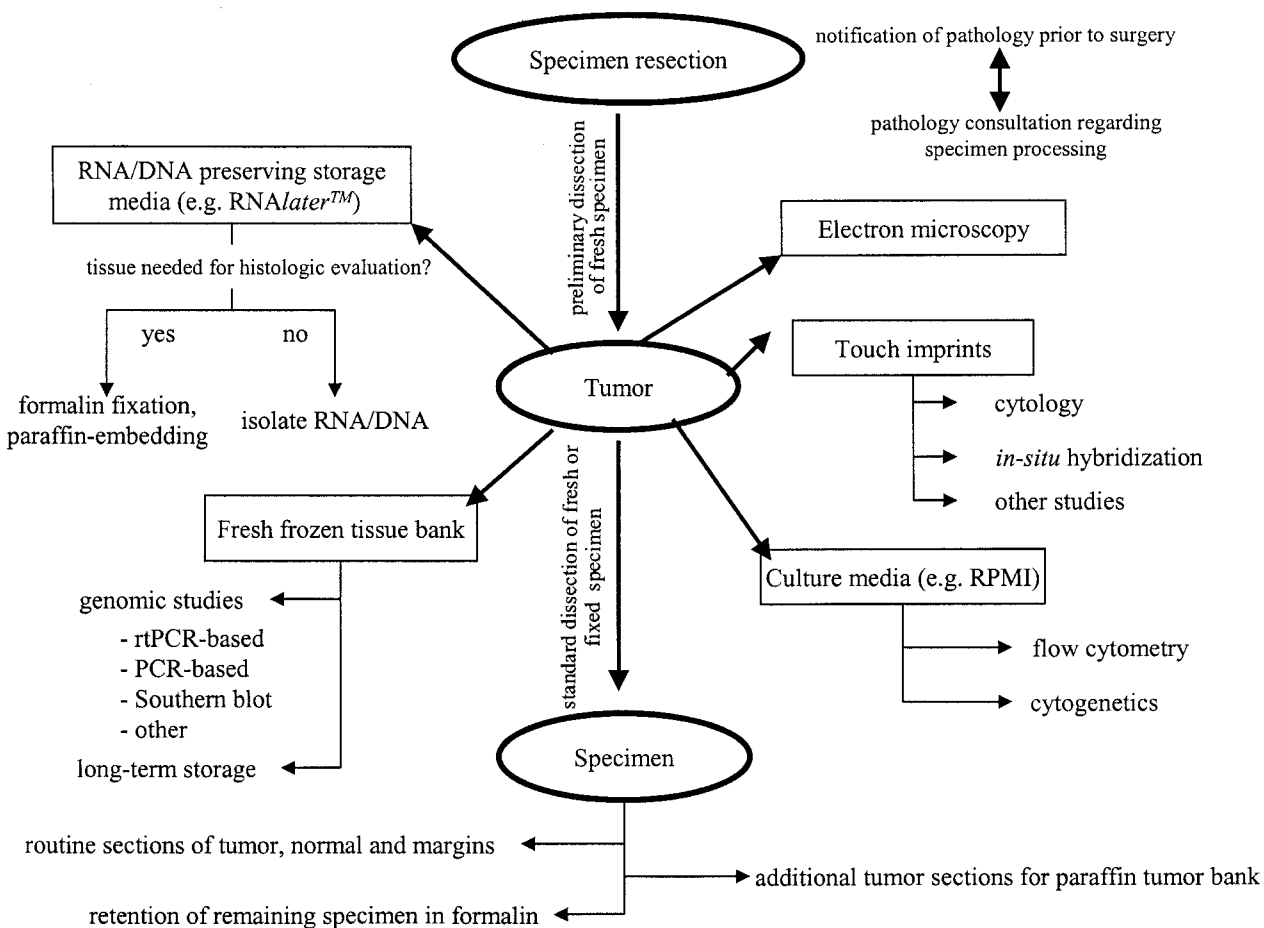 Specimen resection
notification of pathology prior to surgery
pathology consultation regarding
specimen processing
preliminary dissection
of fresh specimen
RNA/DNA preserving storage
media (e.g. RNAlater™)
tissue needed for histologic evaluation?
yes
no
formalin fixation,
paraffin-embedding
isolate RNA/DNA
Electron microscopy
Tumor
Touch imprints
cytology
in-situ hybridization
other studies
Fresh frozen tissue bank
genomic studies
- rtPCR-based
- PCR-based
- Southern blot
- other
long-term storage
standard dissection of fresh or
fixed specimen
Culture media (e.g. RPMI)
flow cytometry
cytogenetics
Specimen
routine sections of tumor, normal and margins
additional tumor sections for paraffin tumor bank
retention of remaining specimen in formalin